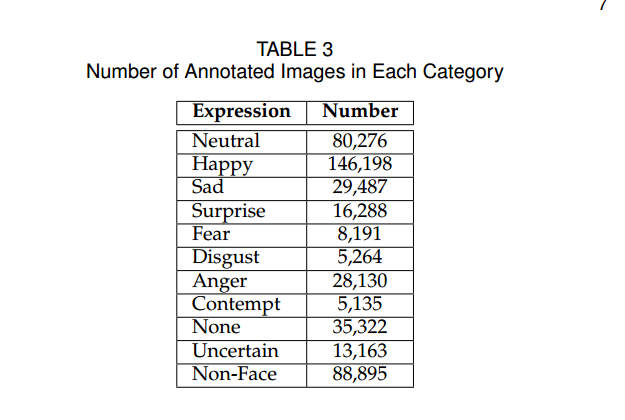 7
TABLE 3
Number of Annotated Images in Each Category
Expression Number
Neutral 80,276
Happy 146,198
Sad 29,487
Surprise 16,288
Fear 8,191
Disgust 5,264
Anger 28,130
Contempt 5,135
None 35,322
Uncertain 13,163
Non-Face 88,895